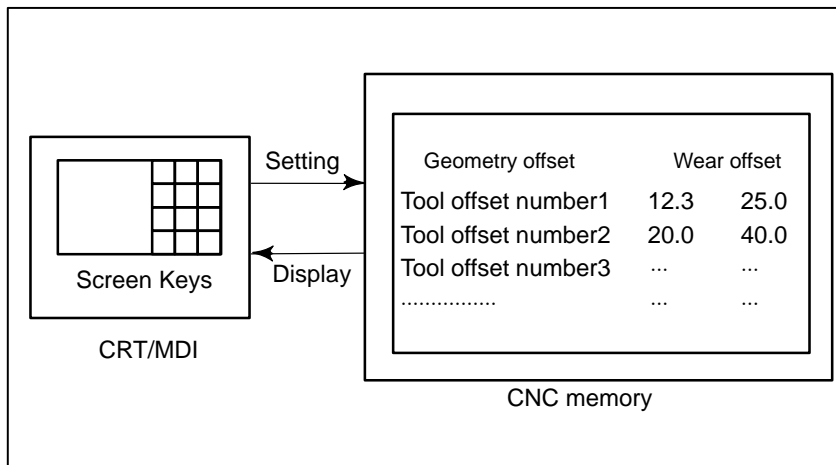 Setting
Display
Screen Keys
CRT/MDI
Geometry offset Wear offset
Tool offset number1 12.3 25.0
Tool offset number2 20.0 40.0
Tool offset number3 ... ...
................ ... ...
CNC memory